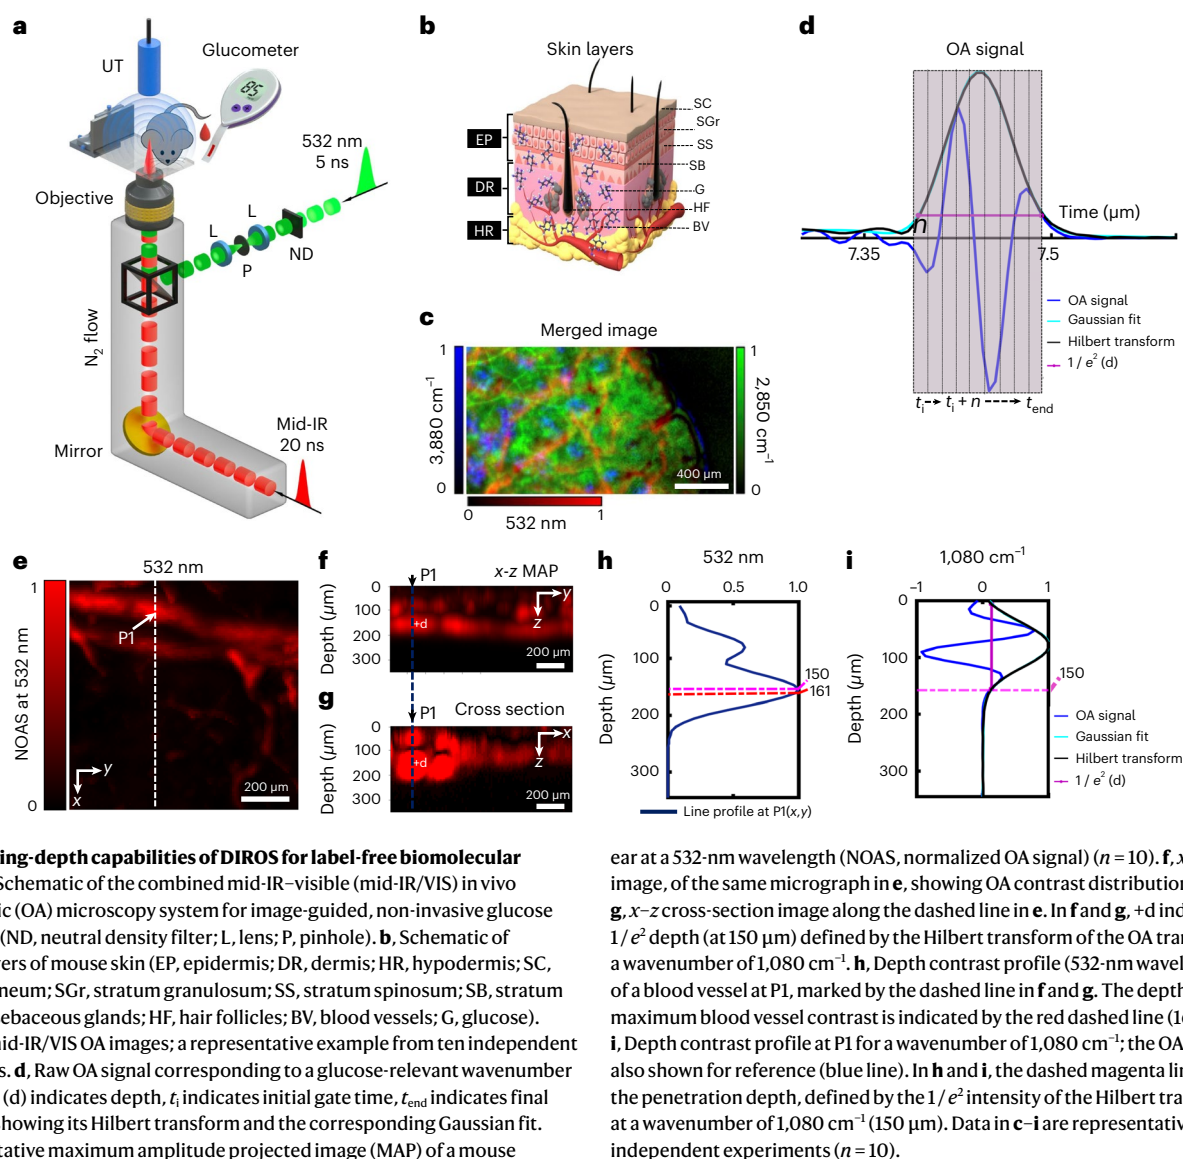 a
UT
Glucometer
85
532 nm
5 ns
Objective
L
L
P
ND
N2 flow
Mirror
Mid-IR
20 ns
b
Skin layers
EP
DR
HR
SC
SGr
SS
SB
G
HF
BV
c
Merged image
1
3,880 cm−1
0
1
2,850 cm−1
0
400 µm
0
1
532 nm
d
OA signal
n
Time (µm)
7.35
7.5
OA signal
Gaussian fit
Hilbert transform
1 / e2 (d)
ti
ti + n
tend
e
532 nm
1
NOAS at 532 nm
0
P1
y
x
200 µm
f
P1
x-z MAP
0
100
200
300
Depth (µm)
+d
y
z
200 µm
g
P1
Cross section
0
100
200
300
Depth (µm)
+d
x
z
200 µm
h
532 nm
0
0.5
1.0
0
100
200
300
Depth (µm)
150
161
Line profile at P1(x,y)
i
1,080 cm−1
−1
0
1
0
100
200
300
Depth (µm)
150
OA signal
Gaussian fit
Hilbert transform
1 / e2 (d)
ing-depth capabilities of DIROS for label-free biomolecular
Schematic of the combined mid-IR–visible (mid-IR/VIS) in vivo
ic (OA) microscopy system for image-guided, non-invasive glucose
(ND, neutral density filter; L, lens; P, pinhole). b, Schematic of
yers of mouse skin (EP, epidermis; DR, dermis; HR, hypodermis; SC,
neum; SGr, stratum granulosum; SS, stratum spinosum; SB, stratum
ebaceous glands; HF, hair follicles; BV, blood vessels; G, glucose).
mid-IR/VIS OA images; a representative example from ten independent
s. d, Raw OA signal corresponding to a glucose-relevant wavenumber
(d) indicates depth, ti indicates initial gate time, tend indicates final
showing its Hilbert transform and the corresponding Gaussian fit.
tative maximum amplitude projected image (MAP) of a mouse
ear at a 532-nm wavelength (NOAS, normalized OA signal) (n = 10). f, x
image, of the same micrograph in e, showing OA contrast distribution
g, x–z cross-section image along the dashed line in e. In f and g, +d ind
1/e2 depth (at 150 µm) defined by the Hilbert transform of the OA tran
a wavenumber of 1,080 cm−1. h, Depth contrast profile (532-nm wavel
of a blood vessel at P1, marked by the dashed line in f and g. The depth
maximum blood vessel contrast is indicated by the red dashed line (16
i, Depth contrast profile at P1 for a wavenumber of 1,080 cm−1; the OA
also shown for reference (blue line). In h and i, the dashed magenta lin
the penetration depth, defined by the 1/e2 intensity of the Hilbert tra
at a wavenumber of 1,080 cm−1 (150 µm). Data in c–i are representativ
independent experiments (n = 10).